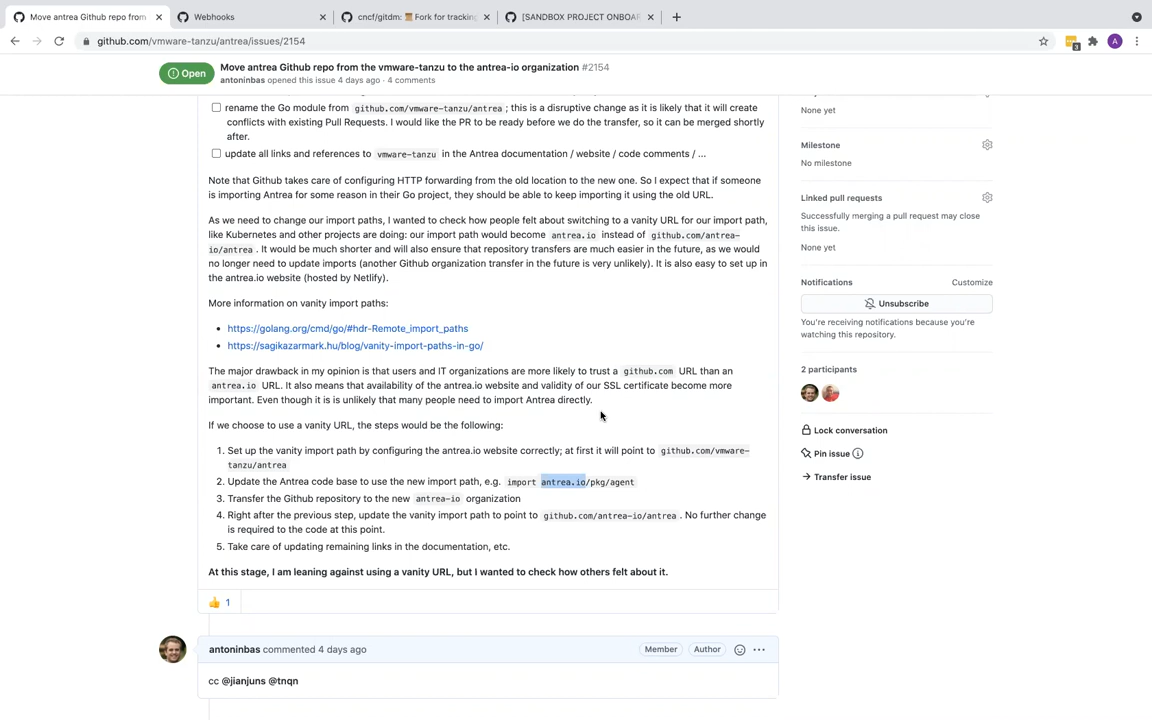 Move antrea Github repo from
Webhooks
cncf/gitdm: Fork for tracking
[SANDBOX PROJECT ONBOAR
github.com/vmware-tanzu/antrea/issues/2154
3
A
Open
Move antrea Github repo from the vmware-tanzu to the antrea-io organization #2154
antoninbas opened this issue 4 days ago · 4 comments
rename the Go module from github.com/vmware-tanzu/antrea ; this is a disruptive change as it is likely that it will create
conflicts with existing Pull Requests. I would like the PR to be ready before we do the transfer, so it can be merged shortly
after.
update all links and references to vmware-tanzu in the Antrea documentation / website / code comments / ...
Note that Github takes care of configuring HTTP forwarding from the old location to the new one. So I expect that if someone
is importing Antrea for some reason in their Go project, they should be able to keep importing it using the old URL.
As we need to change our import paths, I wanted to check how people felt about switching to a vanity URL for our import path,
like Kubernetes and other projects are doing: our import path would become antrea.io instead of github.com/antrea-
io/antrea . It would be much shorter and will also ensure that repository transfers are much easier in the future, as we would
no longer need to update imports (another Github organization transfer in the future is very unlikely). It is also easy to set up in
the antrea.io website (hosted by Netlify).
More information on vanity import paths:
• https://golang.org/cmd/go/#hdr-Remote_import_paths
• https://sagikazarmark.hu/blog/vanity-import-paths-in-go/
The major drawback in my opinion is that users and IT organizations are more likely to trust a github.com URL than an
antrea.io URL. It also means that availability of the antrea.io website and validity of our SSL certificate become more
important. Even though it is is unlikely that many people need to import Antrea directly.
If we choose to use a vanity URL, the steps would be the following:
1. Set up the vanity import path by configuring the antrea.io website correctly; at first it will point to github.com/vmware-
tanzu/antrea
2. Update the Antrea code base to use the new import path, e.g. import antrea.io/pkg/agent
3. Transfer the Github repository to the new antrea-io organization
4. Right after the previous step, update the vanity import path to point to github.com/antrea-io/antrea . No further change
is required to the code at this point.
5. Take care of updating remaining links in the documentation, etc.
At this stage, I am leaning against using a vanity URL, but I wanted to check how others felt about it.
👍 1
antoninbas commented 4 days ago
Member
Author
cc @jianjuns @tnqn
None yet
Milestone
No milestone
Linked pull requests
Successfully merging a pull request may close
this issue.
None yet
Notifications
Customize
Unsubscribe
You're receiving notifications because you're
watching this repository.
2 participants
Lock conversation
Pin issue
Transfer issue